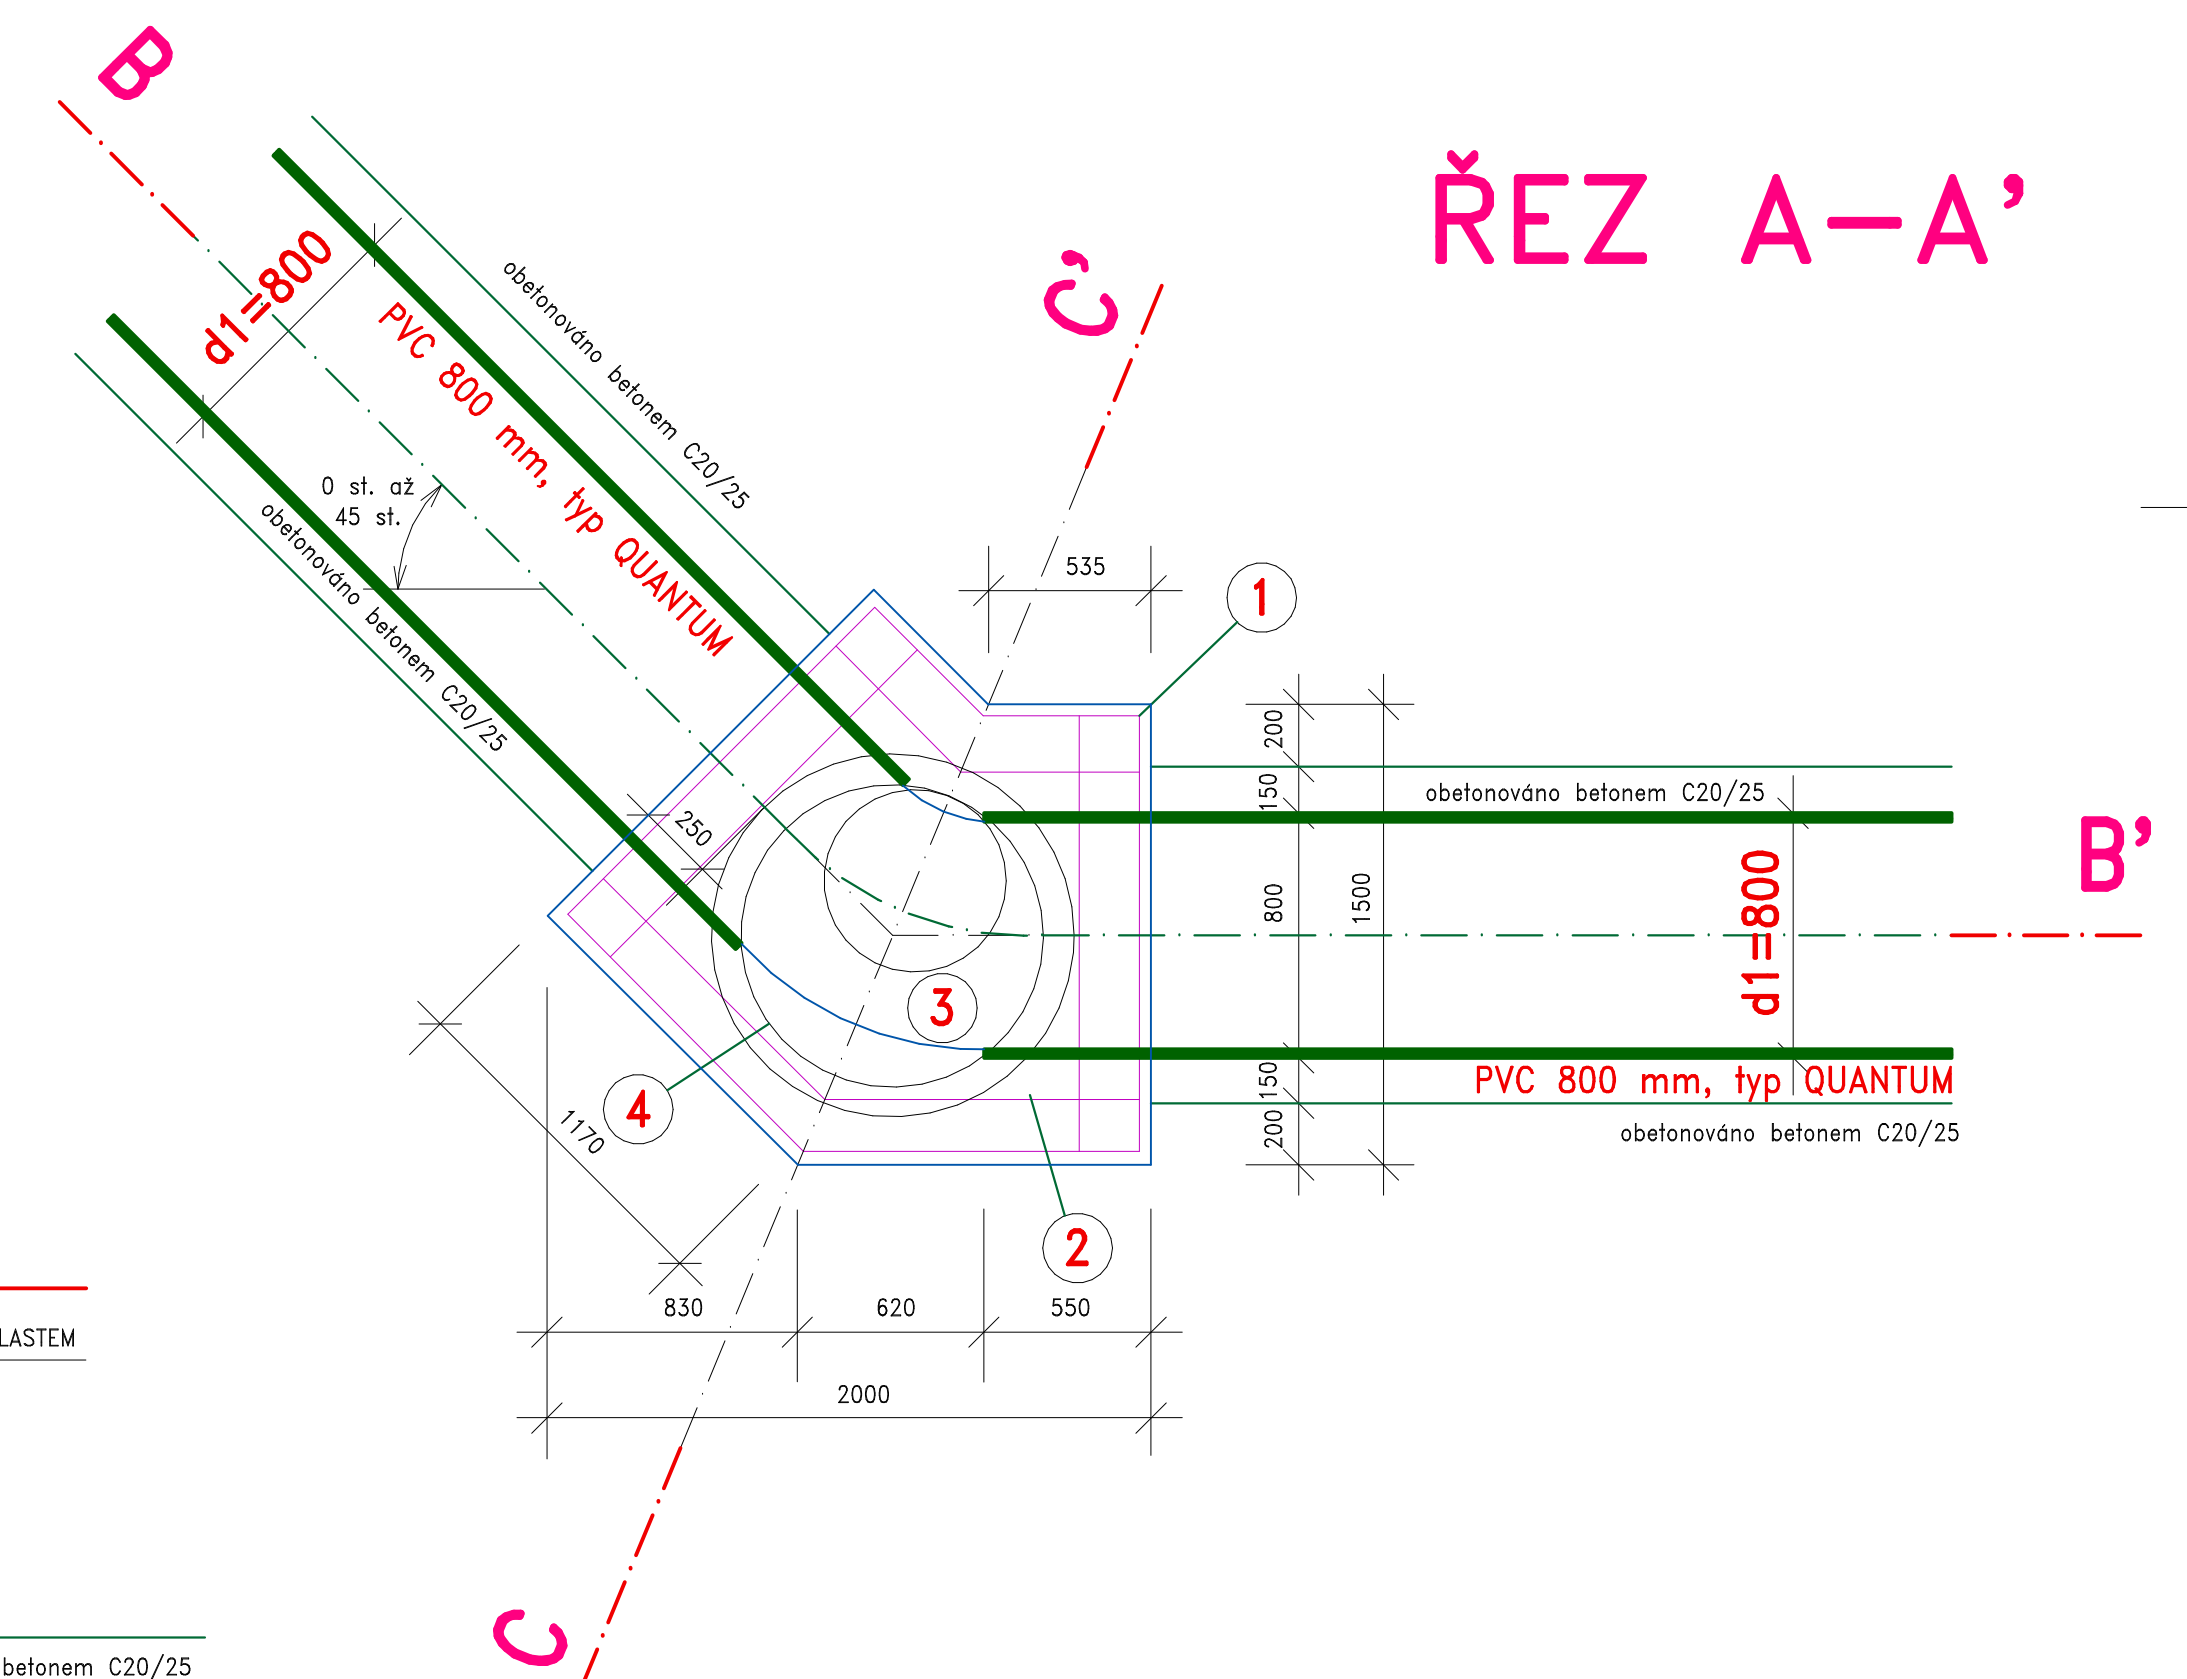 B
ŘEZ A-A'
C'
d1=800
PVC 800 mm, typ QUANTUM
obetonováno betonem C20/25
0 st. až
45 st.
obetonováno betonem C20/25
535
1
200
150
800
150
200
1500
obetonováno betonem C20/25
B'
d1=800
250
3
PVC 800 mm, typ QUANTUM
obetonováno betonem C20/25
4
1170
2
830
620
550
2000
LASTEM
C
betonem C20/25